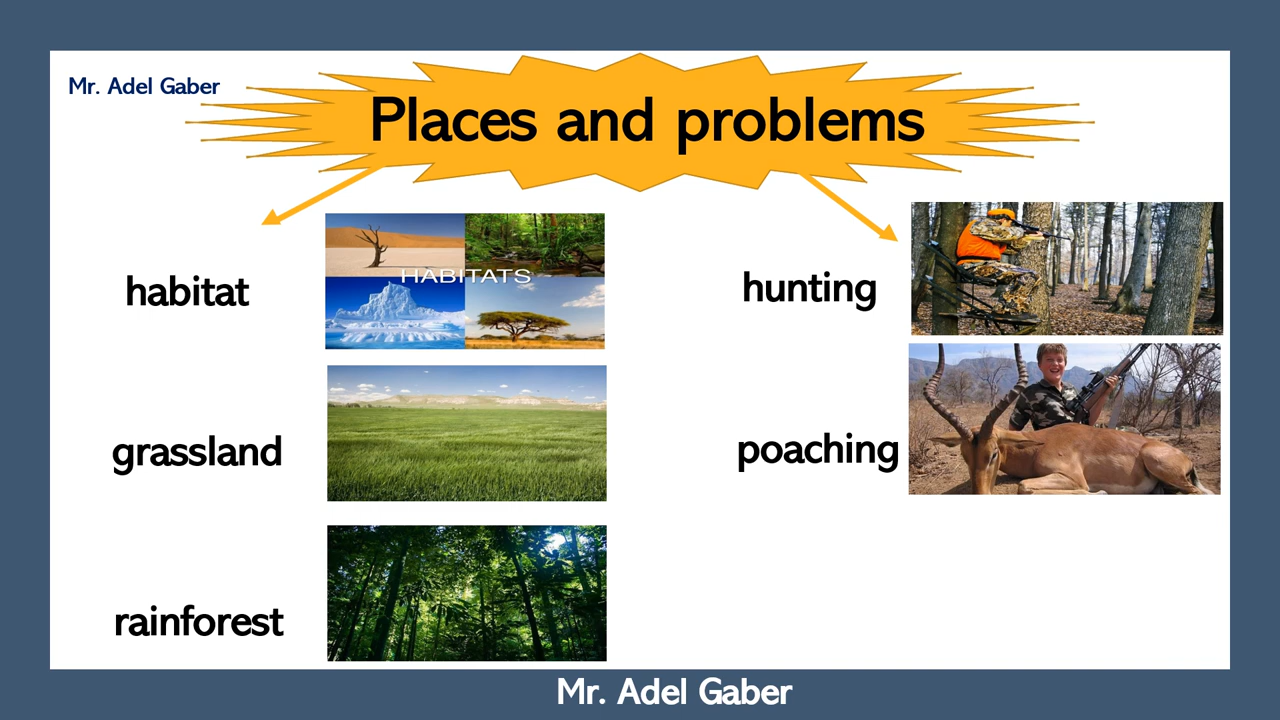 Mr. Adel Gaber
Places and problems
habitat
HABITATS
grassland
rainforest
hunting
poaching
Mr. Adel Gaber